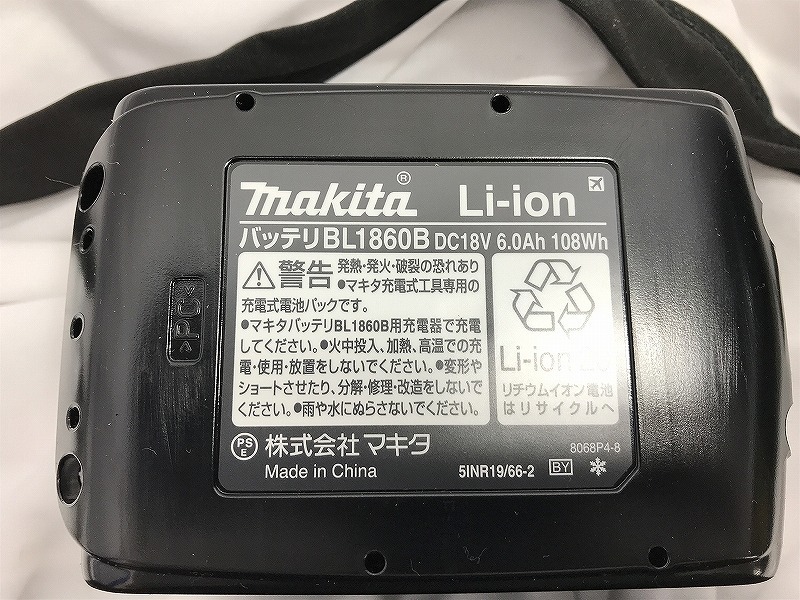 makita® Li-ion
バッテリBL1860B DC18V 6.0Ah 108Wh
警告 発熱・発火・破裂の恐れあり
●マキタ充電式工具専用の
充電式電池パックです。
●マキタバッテリBL1860B用充電器で充電
してください。●火中投入、加熱、高温での充
電・使用・放置をしないでください。●変形や
ショートさせたり、分解・修理・改造をしないで
ください。●雨や水にぬらさないでください。
Li-ion
リチウムイオン電池
はリサイクルへ
PSE 株式会社 マキタ
8068P4-8
Made in China
5INR19/66-2 BY
>PC<